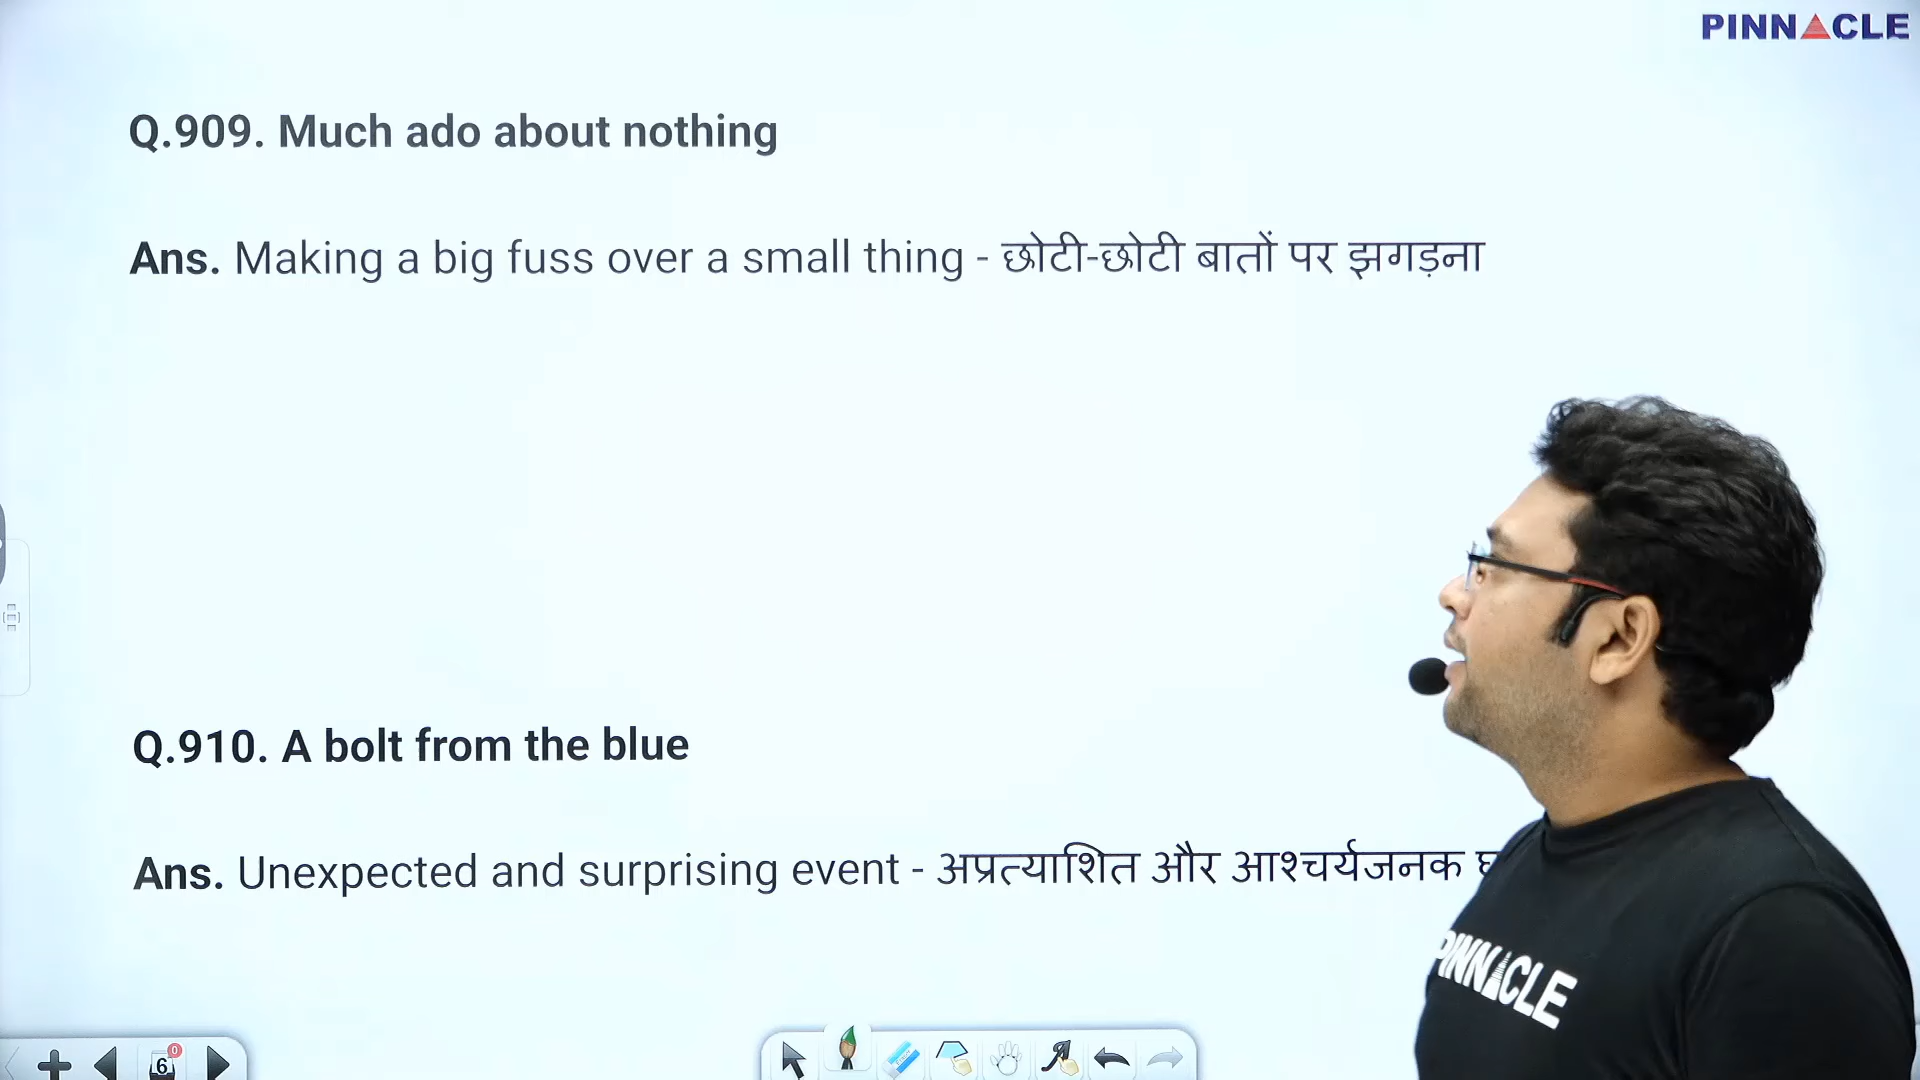 PINNACLE
Q.909. Much ado about nothing
Ans. Making a big fuss over a small thing - छोटी-छोटी बातों पर झगड़ना
Q.910. A bolt from the blue
Ans. Unexpected and surprising event - अप्रत्याशित और आश्चर्यजनक
PINNACLE
6
0